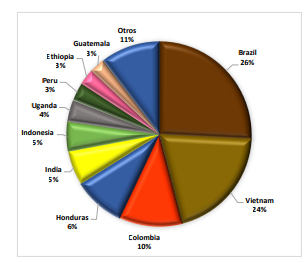 Otros
11%
Brazil
26%
Vietnam
24%
Colombia
10%
Honduras
6%
India
5%
Indonesia
5%
Uganda
4%
Peru
3%
Ethiopia
3%
Guatemala
3%